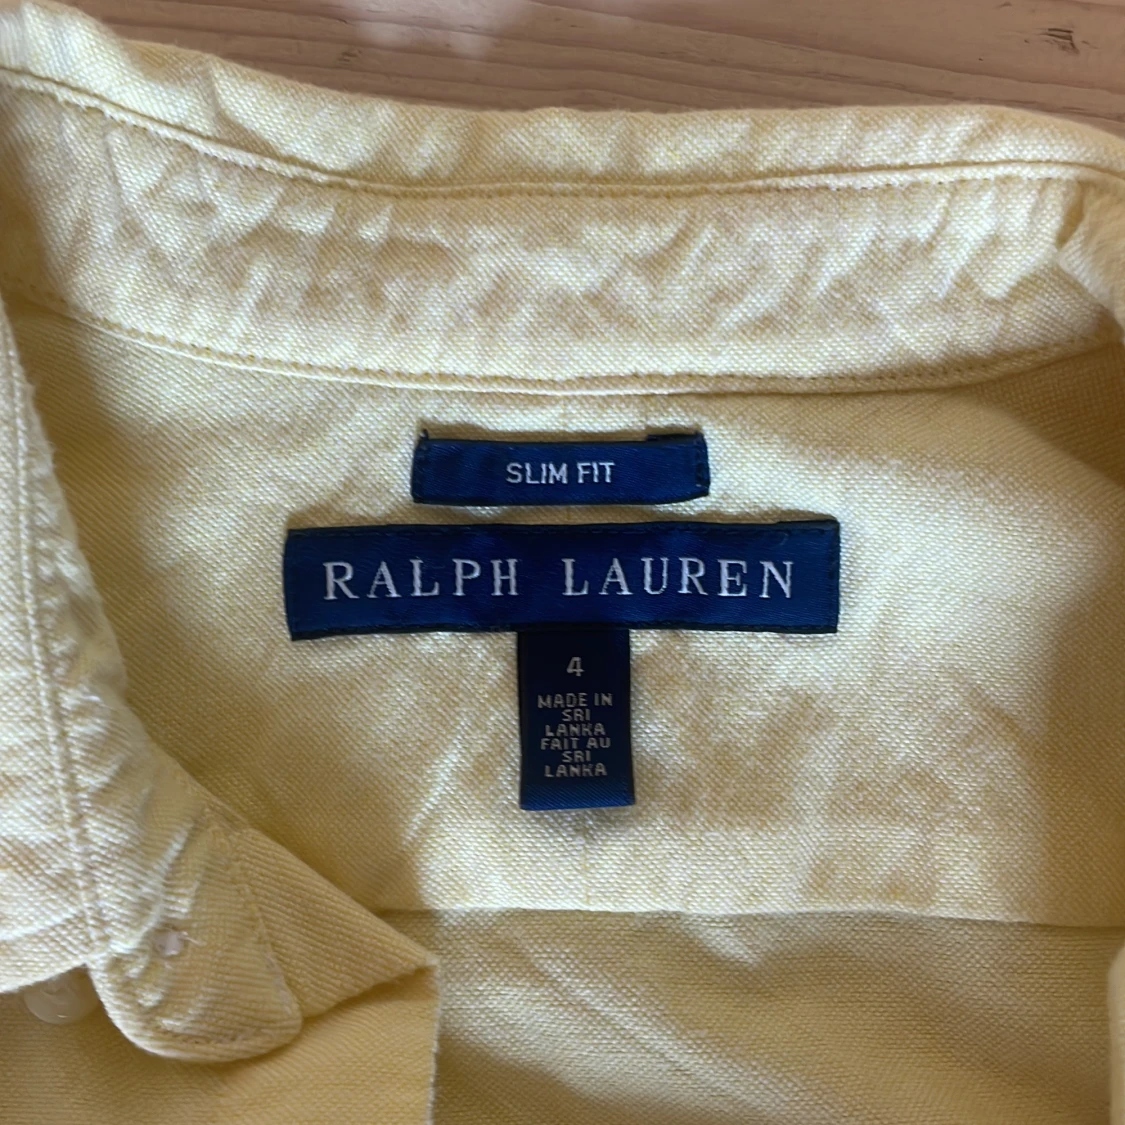 SLIM FIT
RALPH LAUREN
4
MADE IN
SRI
LANKA
FAIT AU
SRI
LANKA